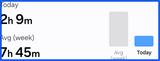 Today
2h 9m
Avg (week)
7h 45m
Avg
(week)
Today